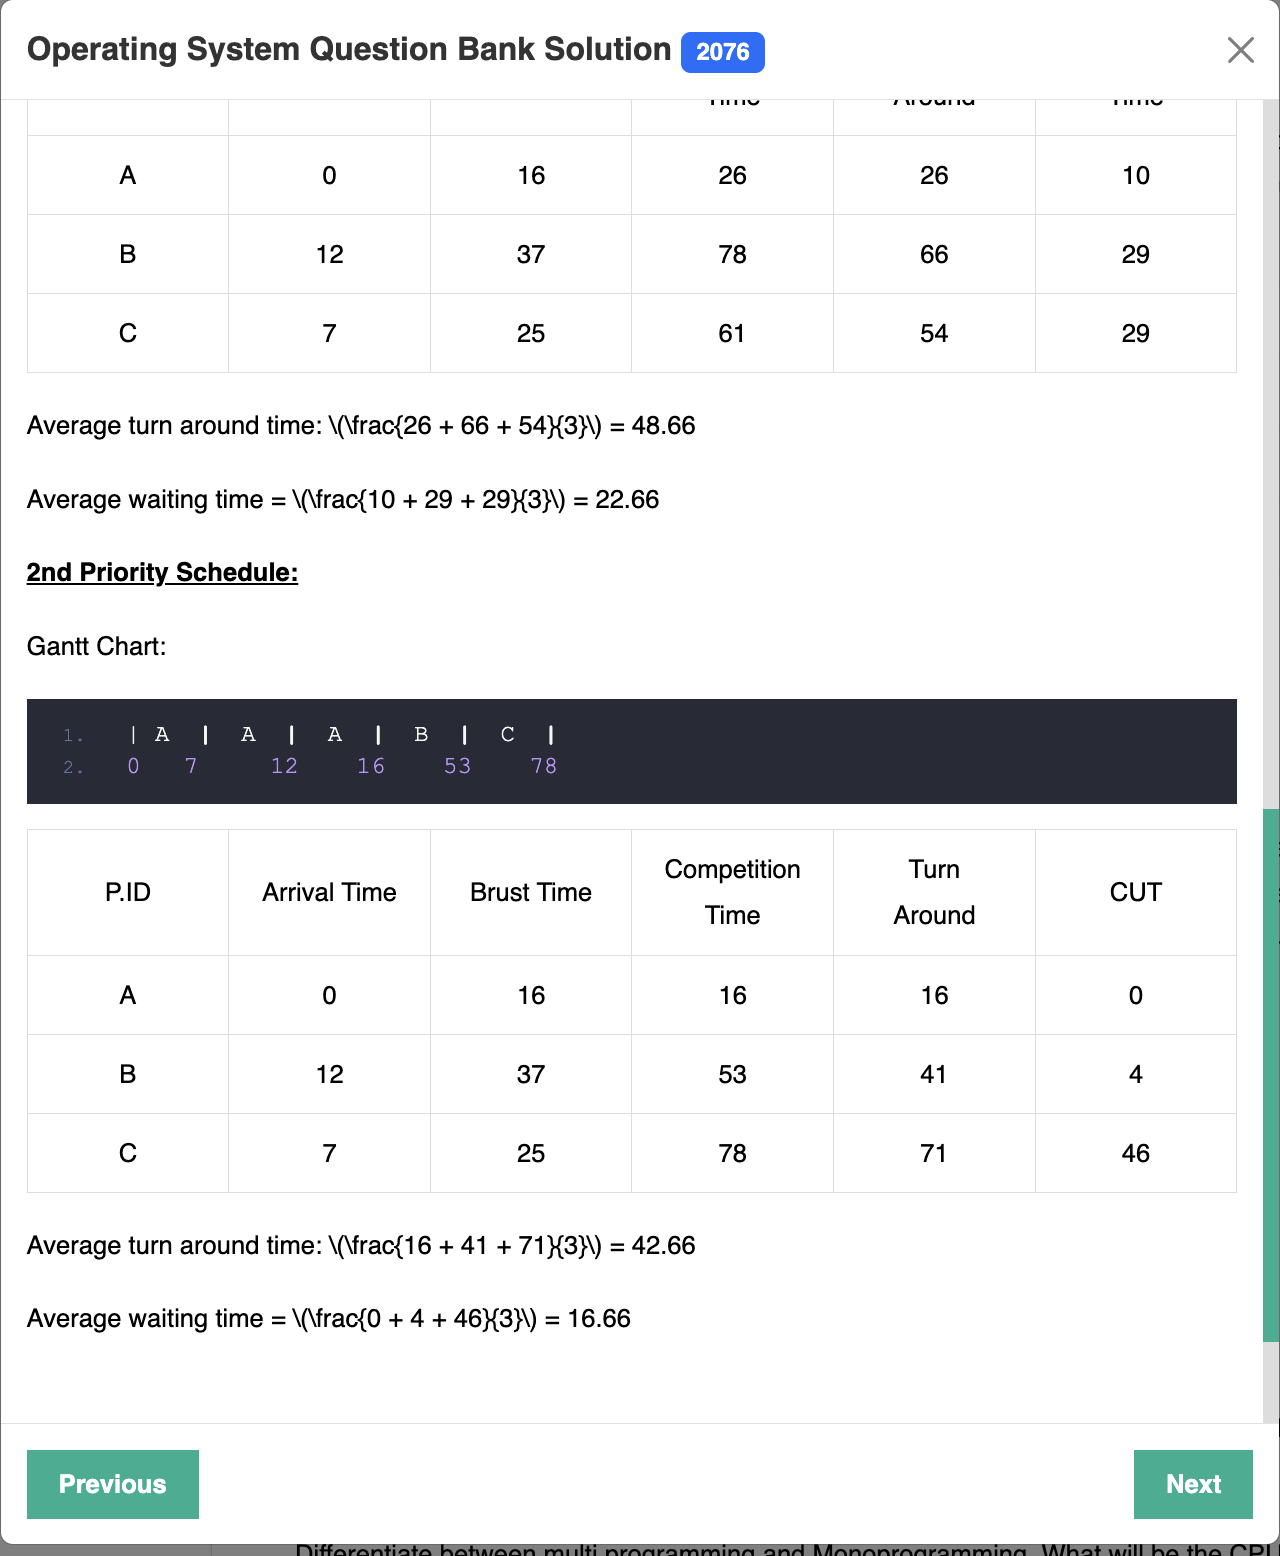 Operating System Question Bank Solution 2076
Time Around Time
A 0 16 26 26 10
B 12 37 78 66 29
C 7 25 61 54 29
Average turn around time: \(\frac{26 + 66 + 54}{3}\) = 48.66
Average waiting time = \(\frac{10 + 29 + 29}{3}\) = 22.66
2nd Priority Schedule:
Gantt Chart:
1. | A | A | A | B | C |
2. 0 7 12 16 53 78
P.ID Arrival Time Brust Time Competition Time Turn Around CUT
A 0 16 16 16 0
B 12 37 53 41 4
C 7 25 78 71 46
Average turn around time: \(\frac{16 + 41 + 71}{3}\) = 42.66
Average waiting time = \(\frac{0 + 4 + 46}{3}\) = 16.66
Previous Next
Differentiate between multi programming and Monoprogramming. What will be the CPU